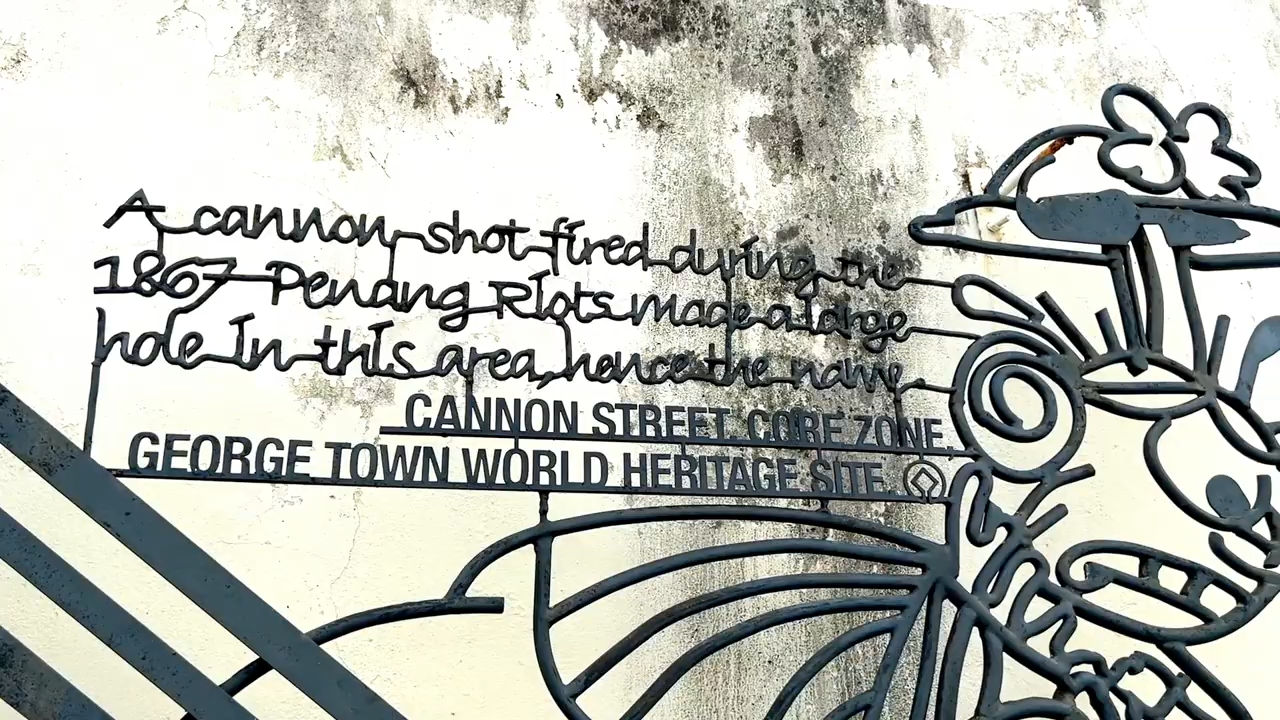 A cannon shot fired during the
1867 Penang Riots made a large
hole in this area, hence the name
CANNON STREET CORE ZONE
GEORGE TOWN WORLD HERITAGE SITE